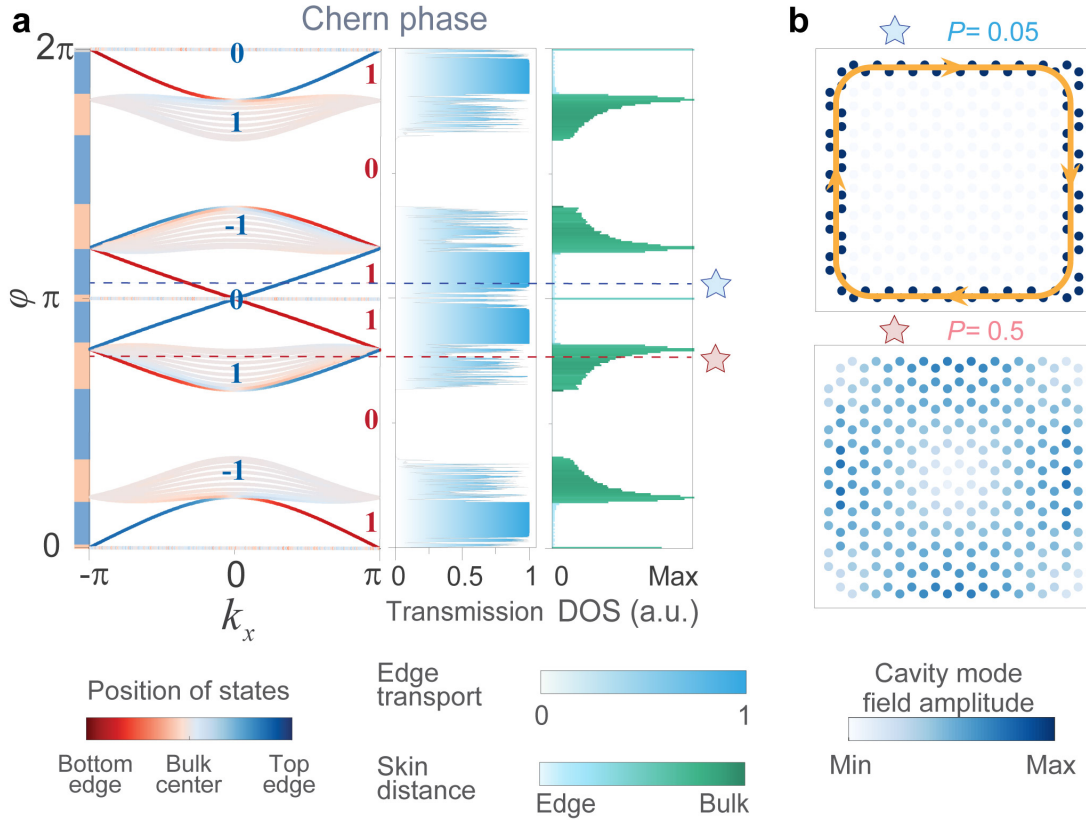 a
Chern phase
b
P= 0.05
2π
0
1
1
0
-1
1
φ
π
0
1
P= 0.5
1
0
-1
1
0
-π
0
π
0
0.5
1
0
Max
k_x
Transmission
DOS (a.u.)
Position of states
Bottom edge
Bulk center
Top edge
Edge transport
0
1
Skin distance
Edge
Bulk
Cavity mode
field amplitude
Min
Max